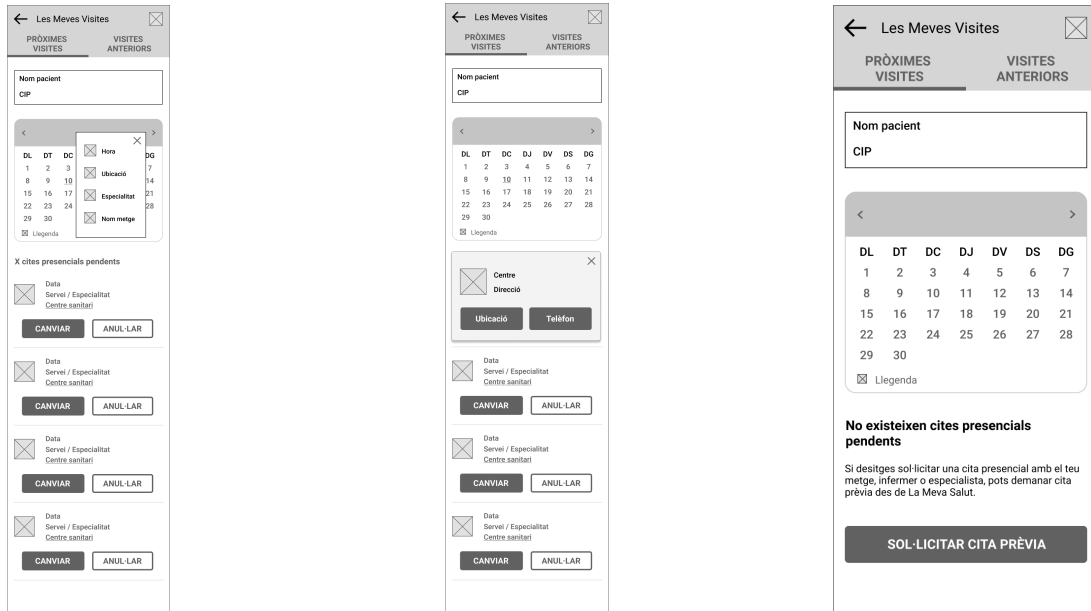 Les Meves Visites
PRÒXIMES
VISITES
VISITES
ANTERIORS
Nom pacient
CIP
< >
Hora
Ubicació
Especialitat
Nom metge
DL DT DC DG
1 2 3 7
8 9 10 14
15 16 17 21
22 23 24 28
29 30
Llegenda
X cites presencials pendents
Data
Servei / Especialitat
Centre sanitari
CANVIAR ANUL·LAR
Data
Servei / Especialitat
Centre sanitari
CANVIAR ANUL·LAR
Data
Servei / Especialitat
Centre sanitari
CANVIAR ANUL·LAR
Data
Servei / Especialitat
Centre sanitari
CANVIAR ANUL·LAR
Les Meves Visites
PRÒXIMES
VISITES
VISITES
ANTERIORS
Nom pacient
CIP
< >
DL DT DC DJ DV DS DG
1 2 3 4 5 6 7
8 9 10 11 12 13 14
15 16 17 18 19 20 21
22 23 24 25 26 27 28
29 30
Llegenda
Centre
Direcció
Ubicació Telèfon
Data
Servei / Especialitat
Centre sanitari
CANVIAR ANUL·LAR
Data
Servei / Especialitat
Centre sanitari
CANVIAR ANUL·LAR
Data
Servei / Especialitat
Centre sanitari
CANVIAR ANUL·LAR
Les Meves Visites
PRÒXIMES
VISITES
VISITES
ANTERIORS
Nom pacient
CIP
< >
DL DT DC DJ DV DS DG
1 2 3 4 5 6 7
8 9 10 11 12 13 14
15 16 17 18 19 20 21
22 23 24 25 26 27 28
29 30
Llegenda
No existeixen cites presencials
pendents
Si desitges sol·licitar una cita presencial amb el teu
metge, infermer o especialista, pots demanar cita
prèvia des de La Meva Salut.
SOL·LICITAR CITA PRÈVIA